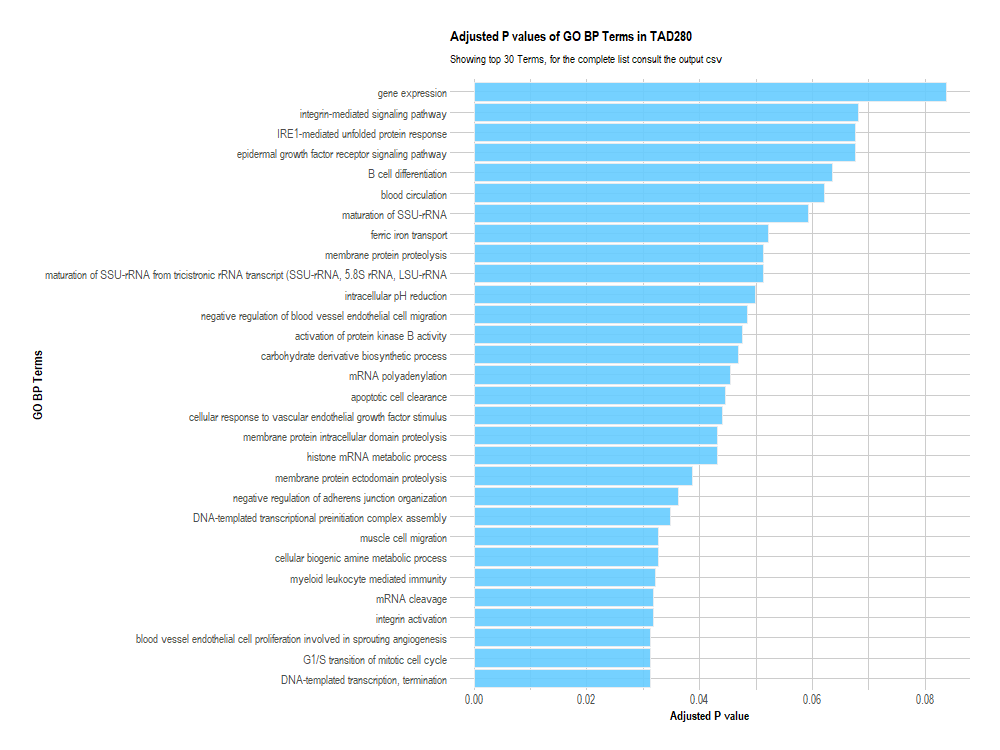 Adjusted P values of GO BP Terms in TAD280
Showing top 30 Terms, for the complete list consult the output csv
GO BP Terms
gene expression
integrin-mediated signaling pathway
IRE1-mediated unfolded protein response
epidermal growth factor receptor signaling pathway
B cell differentiation
blood circulation
maturation of SSU-rRNA
ferric iron transport
membrane protein proteolysis
maturation of SSU-rRNA from tricistronic rRNA transcript (SSU-rRNA, 5.8S rRNA, LSU-rRNA
intracellular pH reduction
negative regulation of blood vessel endothelial cell migration
activation of protein kinase B activity
carbohydrate derivative biosynthetic process
mRNA polyadenylation
apoptotic cell clearance
cellular response to vascular endothelial growth factor stimulus
membrane protein intracellular domain proteolysis
histone mRNA metabolic process
membrane protein ectodomain proteolysis
negative regulation of adherens junction organization
DNA-templated transcriptional preinitiation complex assembly
muscle cell migration
cellular biogenic amine metabolic process
myeloid leukocyte mediated immunity
mRNA cleavage
integrin activation
blood vessel endothelial cell proliferation involved in sprouting angiogenesis
G1/S transition of mitotic cell cycle
DNA-templated transcription, termination
0.00 0.02 0.04 0.06 0.08
Adjusted P value